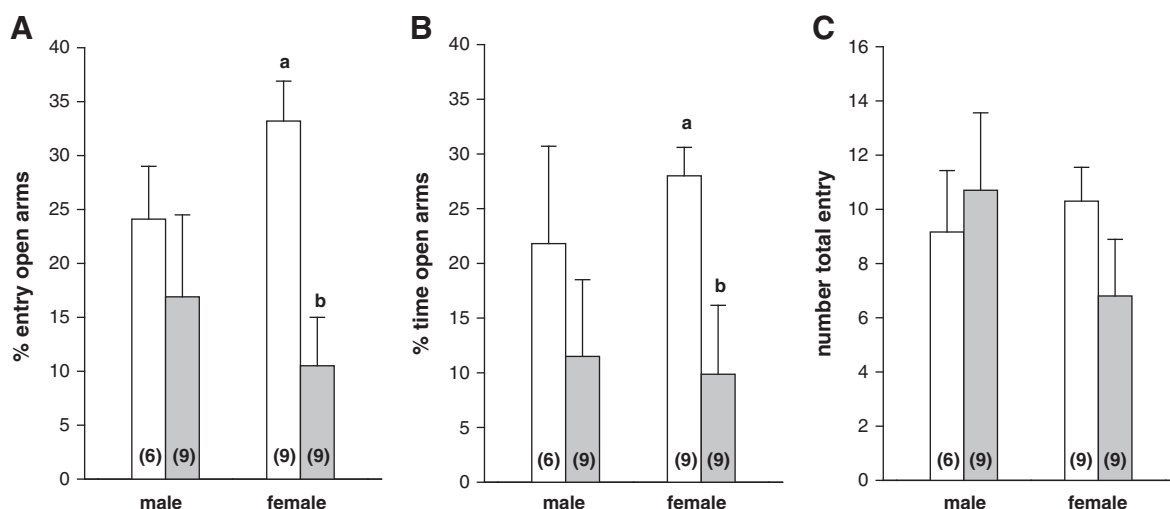 A
% entry open arms
40
35
30
25
20
15
10
5
0
a
b
(6) (9) (9) (9)
male female
B
% time open arms
40
35
30
25
20
15
10
5
0
a
b
(6) (9) (9) (9)
male female
C
number total entry
16
14
12
10
8
6
4
2
0
(6) (9) (9) (9)
male female